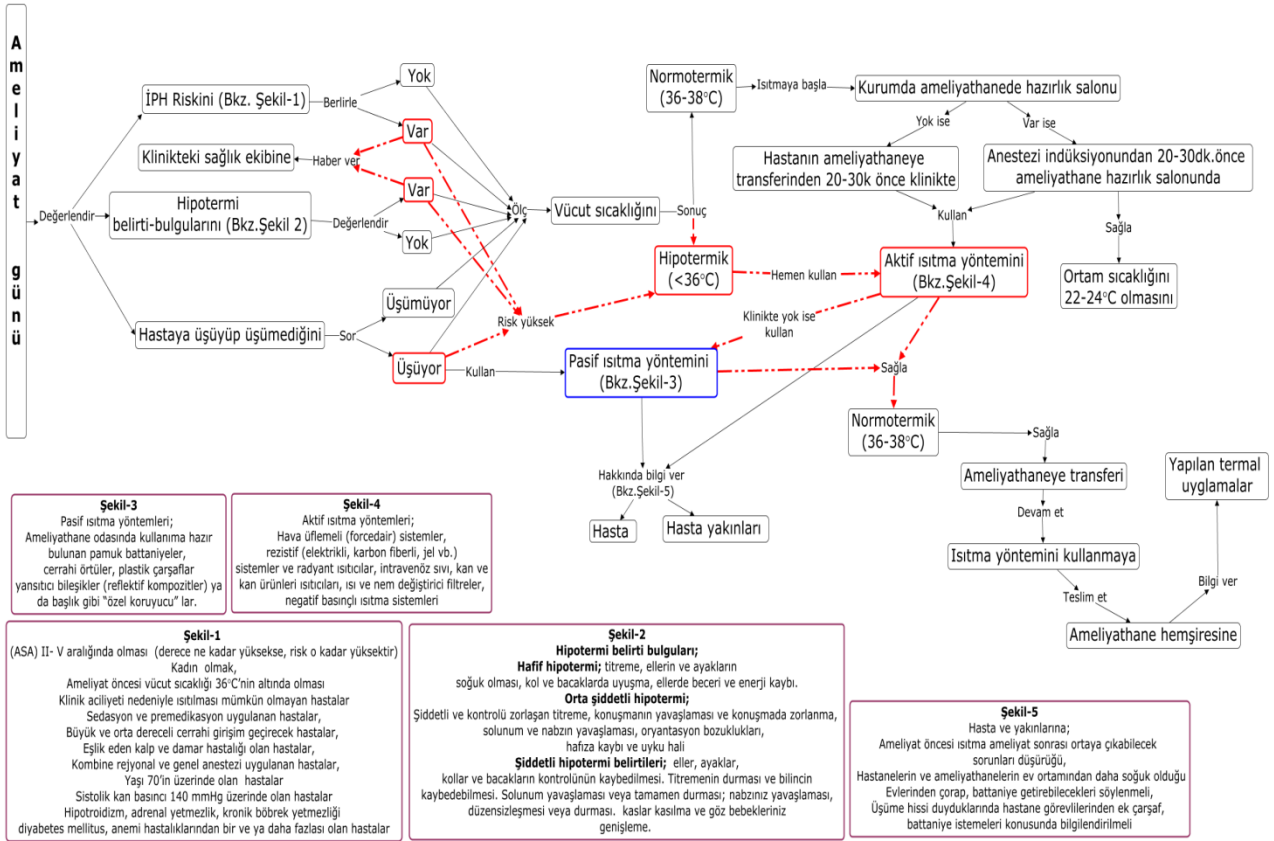 Ameliyat günü
Değerlendir
İPH Riskini (Bkz. Şekil-1)
Berlirle
Yok
Var
Klinikteki sağlık ekibine
Haber ver
Hipotermi
belirti-bulgularını (Bkz.Şekil 2)
Değerlendir
Var
Yok
Hastaya üşüyüp üşümediğini
Sor
Üşümüyor
Üşüyor
Kullan
Ölç
Vücut sıcaklığını
Sonuç
Risk yüksek
Normotermik
(36-38°C)
Isıtmaya başla
Kurumda ameliyathanede hazırlık salonu
Yok ise
Var ise
Hastanın ameliyathaneye
transferinden 20-30k önce klinikte
Anestezi indüksiyonundan 20-30dk.önce
ameliyathane hazırlık salonunda
Kullan
Sağla
Hipotermik
(<36°C)
Hemen kullan
Aktif ısıtma yöntemini
(Bkz.Şekil-4)
Ortam sıcaklığını
22-24°C olmasını
Klinikte yok ise
kullan
Pasif ısıtma yöntemini
(Bkz.Şekil-3)
Sağla
Normotermik
(36-38°C)
Sağla
Ameliyathaneye transferi
Devam et
Isıtma yöntemini kullanmaya
Teslim et
Ameliyathane hemşiresine
Bilgi ver
Yapılan termal
uyglamalar
Hakkında bilgi ver
(Bkz.Şekil-5)
Hasta
Hasta yakınları
Şekil-3
Pasif ısıtma yöntemleri;
Ameliyathane odasında kullanıma hazır
bulunan pamuk battaniyeler,
cerrahi örtüler, plastik çarşaflar
yansıtıcı bileşikler (reflektif kompozitler) ya
da başlık gibi “özel koruyucu” lar.
Şekil-4
Aktif ısıtma yöntemleri;
Hava üflemeli (forcedair) sistemler,
rezistif (elektrikli, karbon fiberli, jel vb.)
sistemler ve radyant ısıtıcılar, intravenöz sıvı, kan ve
kan ürünleri ısıtıcıları, ısı ve nem değiştirici filtreler,
negatif basınçlı ısıtma sistemleri
Şekil-1
(ASA) II- V aralığında olması (derece ne kadar yüksekse, risk o kadar yüksektir)
Kadın olmak,
Ameliyat öncesi vücut sıcaklığı 36°C’nin altında olması
Klinik aciliyeti nedeniyle ısıtılması mümkün olmayan hastalar
Sedasyon ve premedikasyon uygulanan hastalar,
Büyük ve orta dereceli cerrahi girişim geçirecek hastalar,
Eşlik eden kalp ve damar hastalığı olan hastalar,
Kombine rejyonal ve genel anestezi uygulanan hastalar,
Yaşı 70’in üzerinde olan hastalar
Sistolik kan basıncı 140 mmHg üzerinde olan hastalar
Hipotroidizm, adrenal yetmezlik, kronik böbrek yetmezliği
diyabetes mellitus, anemi hastalıklarından bir ve ya daha fazlası olan hastalar
Şekil-2
Hipotermi belirti bulguları;
Hafif hipotermi; titreme, ellerin ve ayakların
soğuk olması, kol ve bacaklarda uyuşma, ellerde beceri ve enerji kaybı.
Orta şiddetli hipotermi;
Şiddetli ve kontrolü zorlaşan titreme, konuşmanın yavaşlaması ve konuşmada zorlanma,
solunum ve nabzın yavaşlaması, oryantasyon bozuklukları,
hafıza kaybı ve uyku hali
Şiddetli hipotermi belirtileri; eller, ayaklar,
kollar ve bacakların kontrolünün kaybedilmesi. Titremenin durması ve bilincin
kaybedebilmesi. Solunum yavaşlaması veya tamamen durması; nabzınız yavaşlaması,
düzensizleşmesi veya durması. kaslar kasılma ve göz bebekleriniz
genişleme.
Şekil-5
Hasta ve yakınlarına;
Ameliyat öncesi ısıtma ameliyat sonrası ortaya çıkabilecek
sorunları düşürüğü,
Hastanelerin ve ameliyathanelerin ev ortamından daha soğuk olduğu
Evlerinden çorap, battaniye getirebilecekleri söylenmeli,
Üşüme hissi duyduklarında hastane görevlilerinden ek çarşaf,
battaniye istemeleri konusunda bilgilendirilmeli